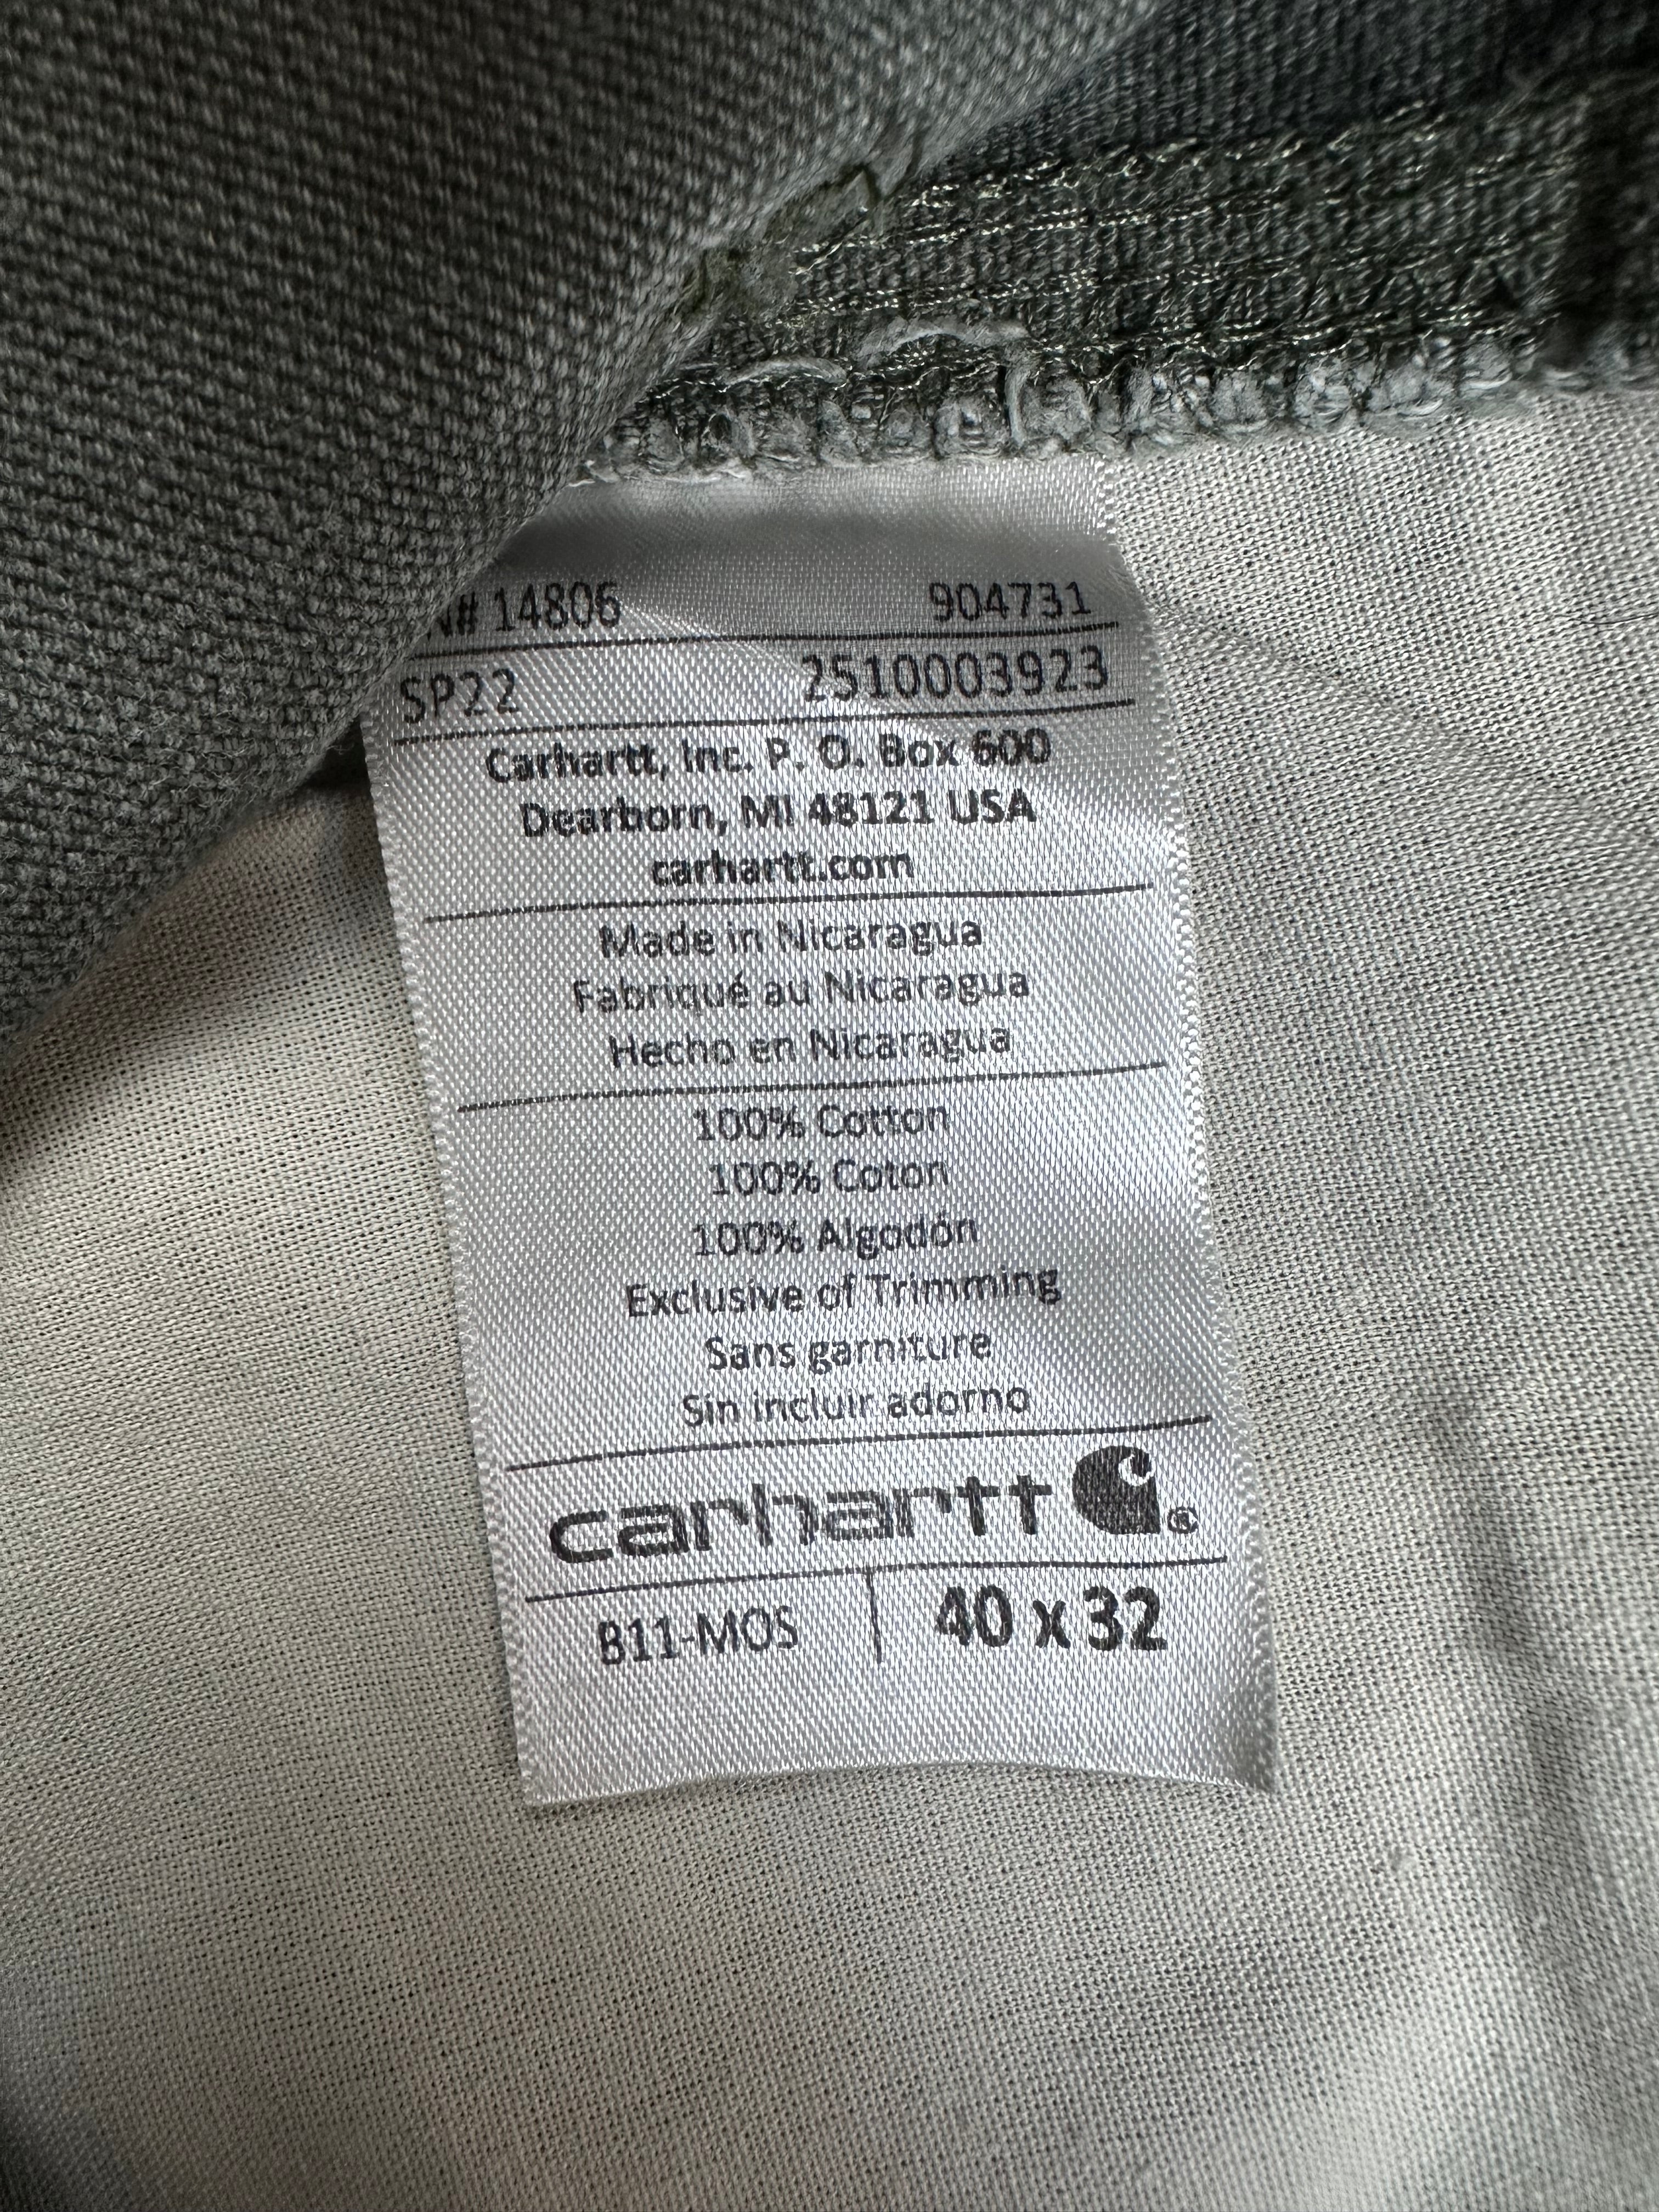 N# 14806 904731
SP22 2510003923
Carhartt, Inc. P. O. Box 600
Dearborn, MI 48121 USA
carhartt.com
Made in Nicaragua
Fabriqué au Nicaragua
Hecho en Nicaragua
100% Cotton
100% Coton
100% Algodón
Exclusive of Trimming
Sans garniture
Sin incluir adorno
carhartt ®
B11-MOS 40 x 32